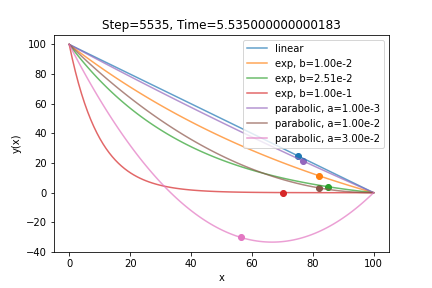 Step=5535, Time=5.535000000000183
100
80
60
40
20
0
−20
−40
y(x)
linear
exp, b=1.00e-2
exp, b=2.51e-2
exp, b=1.00e-1
parabolic, a=1.00e-3
parabolic, a=1.00e-2
parabolic, a=3.00e-2
0 20 40 60 80 100
x